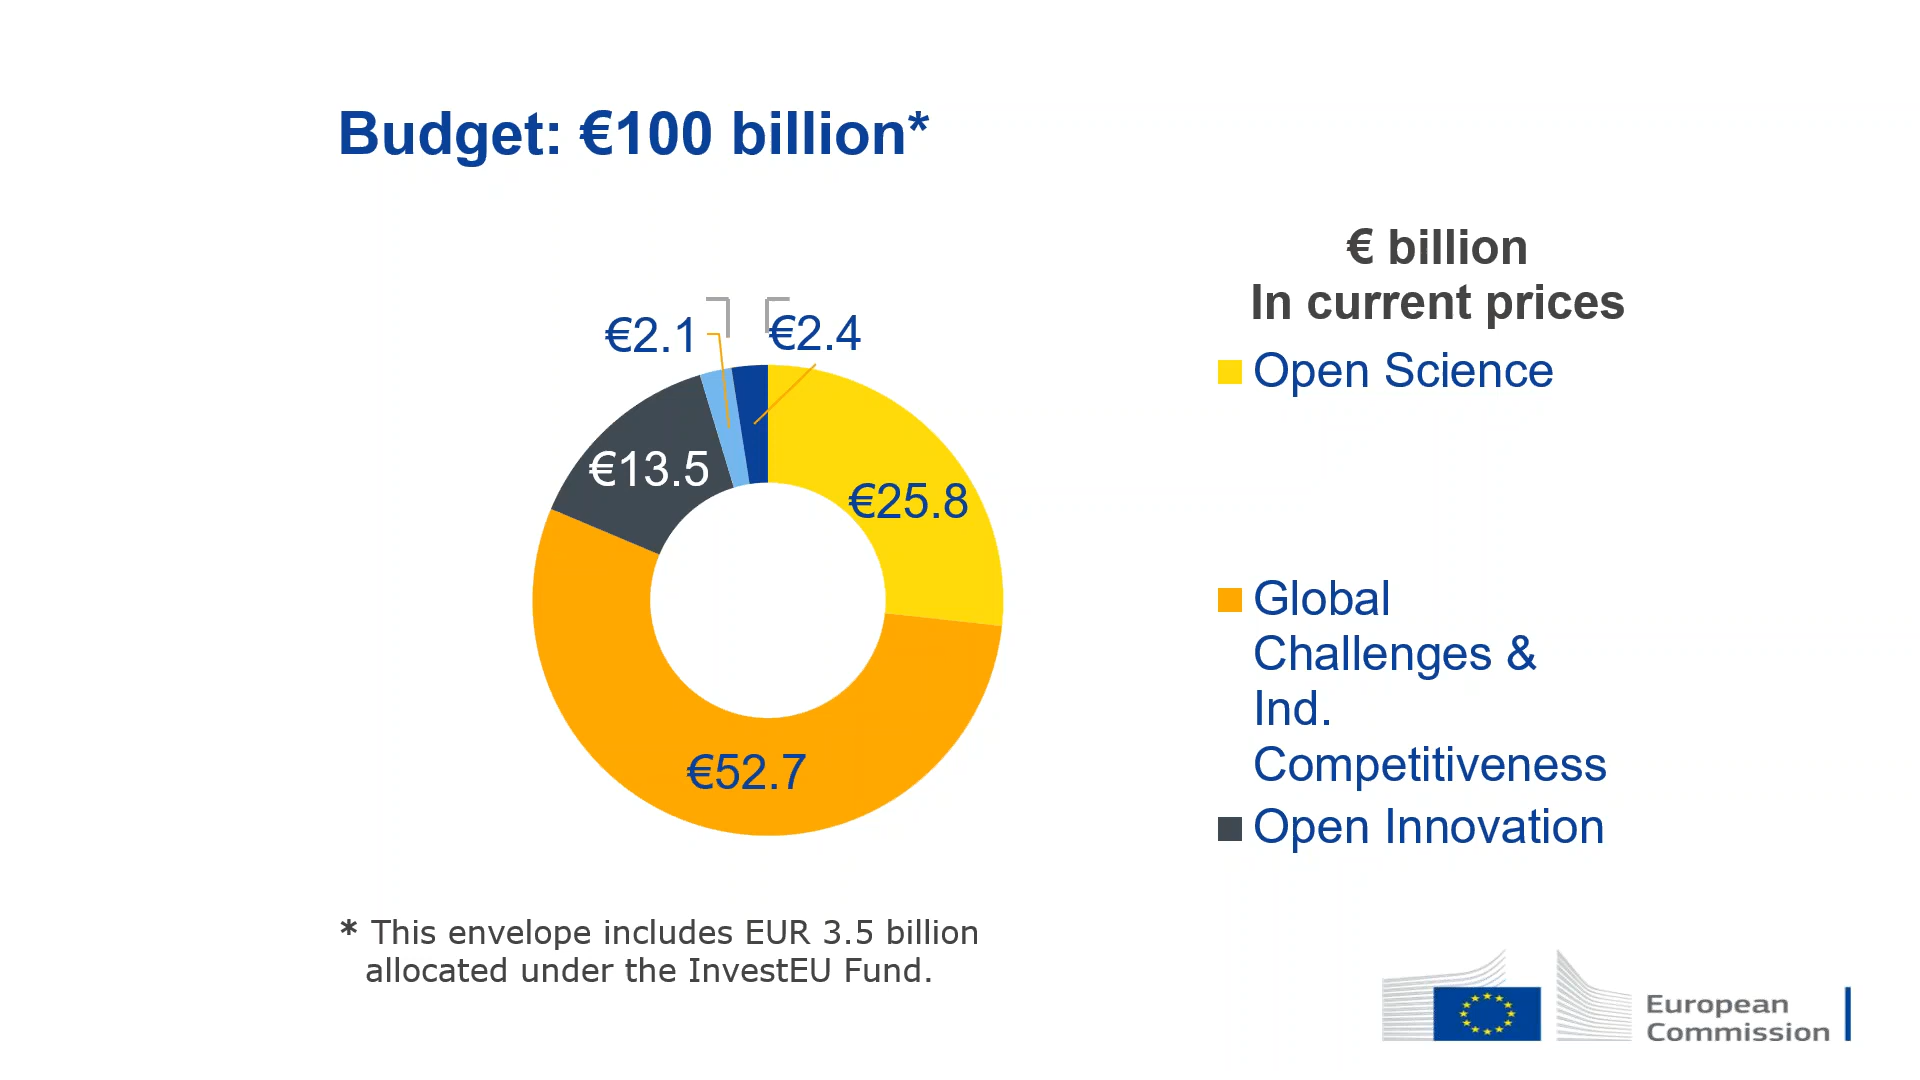 Budget: €100 billion*
€ billion
In current prices
€2.1
€2.4
€13.5
€25.8
€52.7
Open Science
Global
Challenges &
Ind.
Competitiveness
Open Innovation
* This envelope includes EUR 3.5 billion
allocated under the InvestEU Fund.
European
Commission